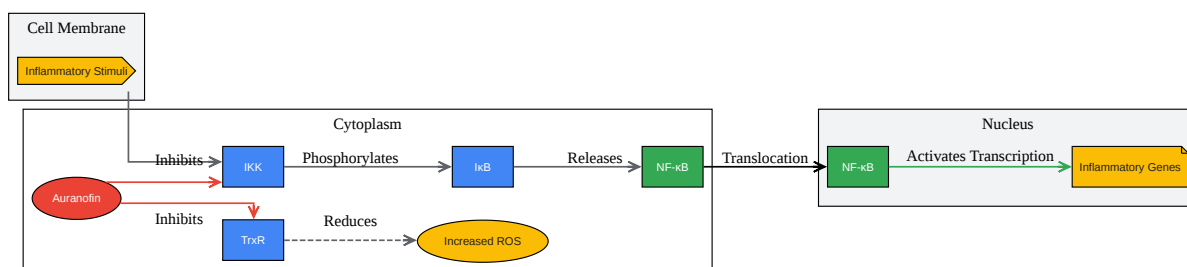 Cell Membrane
Inflammatory Stimuli
Cytoplasm
Nucleus
Inhibits
IKK
Phosphorylates
IκB
Releases
NF-κB
Translocation
NF-κB
Activates Transcription
Inflammatory Genes
Auranofin
Inhibits
TrxR
Reduces
Increased ROS